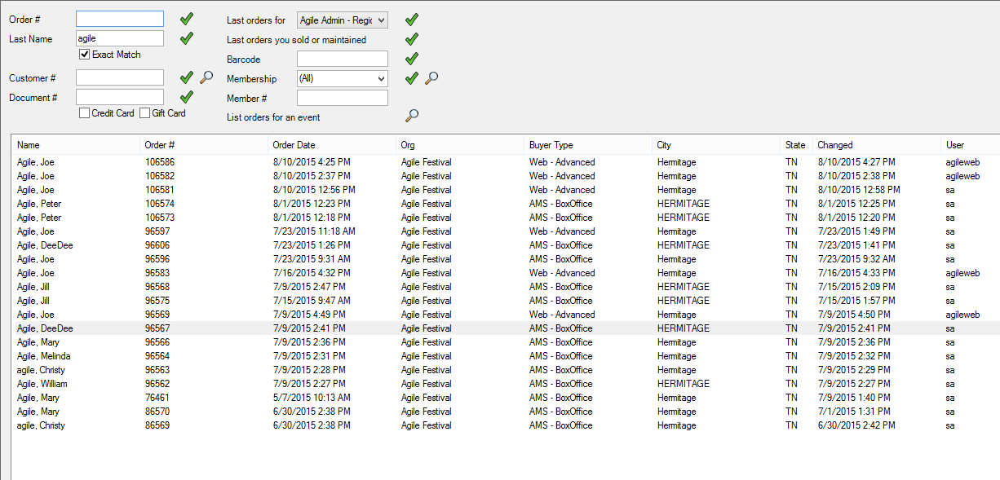 Order # Last orders for Agile Admin - Regic
Last Name agile Last orders you sold or maintained
Exact Match Barcode
Customer # Membership (All)
Document # Member #
Credit Card Gift Card List orders for an event
Name Order # Order Date Org Buyer Type City State Changed User
Agile, Joe 106586 8/10/2015 4:25 PM Agile Festival Web - Advanced Hermitage TN 8/10/2015 4:27 PM agileweb
Agile, Joe 106582 8/10/2015 2:37 PM Agile Festival Web - Advanced Hermitage TN 8/10/2015 2:38 PM agileweb
Agile, Joe 106581 8/10/2015 12:56 PM Agile Festival Web - Advanced Hermitage TN 8/10/2015 12:58 PM sa
Agile, Peter 106574 8/1/2015 12:23 PM Agile Festival AMS - BoxOffice HERMITAGE TN 8/1/2015 12:25 PM sa
Agile, Peter 106573 8/1/2015 12:18 PM Agile Festival AMS - BoxOffice HERMITAGE TN 8/1/2015 12:20 PM sa
Agile, Joe 96597 7/23/2015 11:18 AM Agile Festival Web - Advanced Hermitage TN 7/23/2015 1:49 PM sa
Agile, DeeDee 96606 7/23/2015 1:26 PM Agile Festival AMS - BoxOffice HERMITAGE TN 7/23/2015 1:41 PM sa
Agile, Joe 96596 7/23/2015 9:31 AM Agile Festival AMS - BoxOffice Hermitage TN 7/23/2015 9:32 AM sa
Agile, Joe 96583 7/16/2015 4:32 PM Agile Festival Web - Advanced Hermitage TN 7/16/2015 4:33 PM agileweb
Agile, Jill 96568 7/9/2015 2:47 PM Agile Festival AMS - BoxOffice HERMITAGE TN 7/15/2015 2:09 PM sa
Agile, Jill 96575 7/15/2015 9:47 AM Agile Festival AMS - BoxOffice HERMITAGE TN 7/15/2015 1:57 PM sa
Agile, Joe 96569 7/9/2015 4:49 PM Agile Festival Web - Advanced Hermitage TN 7/9/2015 4:50 PM agileweb
Agile, DeeDee 96567 7/9/2015 2:41 PM Agile Festival AMS - BoxOffice HERMITAGE TN 7/9/2015 2:41 PM sa
Agile, Mary 96566 7/9/2015 2:36 PM Agile Festival AMS - BoxOffice Hermitage TN 7/9/2015 2:36 PM sa
Agile, Melinda 96564 7/9/2015 2:31 PM Agile Festival AMS - BoxOffice Hermitage TN 7/9/2015 2:32 PM sa
agile, Christy 96563 7/9/2015 2:28 PM Agile Festival AMS - BoxOffice Hermitage TN 7/9/2015 2:29 PM sa
Agile, William 96562 7/9/2015 2:27 PM Agile Festival AMS - BoxOffice HERMITAGE TN 7/9/2015 2:27 PM sa
Agile, Mary 76461 5/7/2015 10:13 AM Agile Festival AMS - BoxOffice Hermitage TN 7/9/2015 1:40 PM sa
Agile, Mary 86570 6/30/2015 2:38 PM Agile Festival AMS - BoxOffice Hermitage TN 7/1/2015 1:31 PM sa
agile, Christy 86569 6/30/2015 2:38 PM Agile Festival AMS - BoxOffice Hermitage TN 6/30/2015 2:42 PM sa